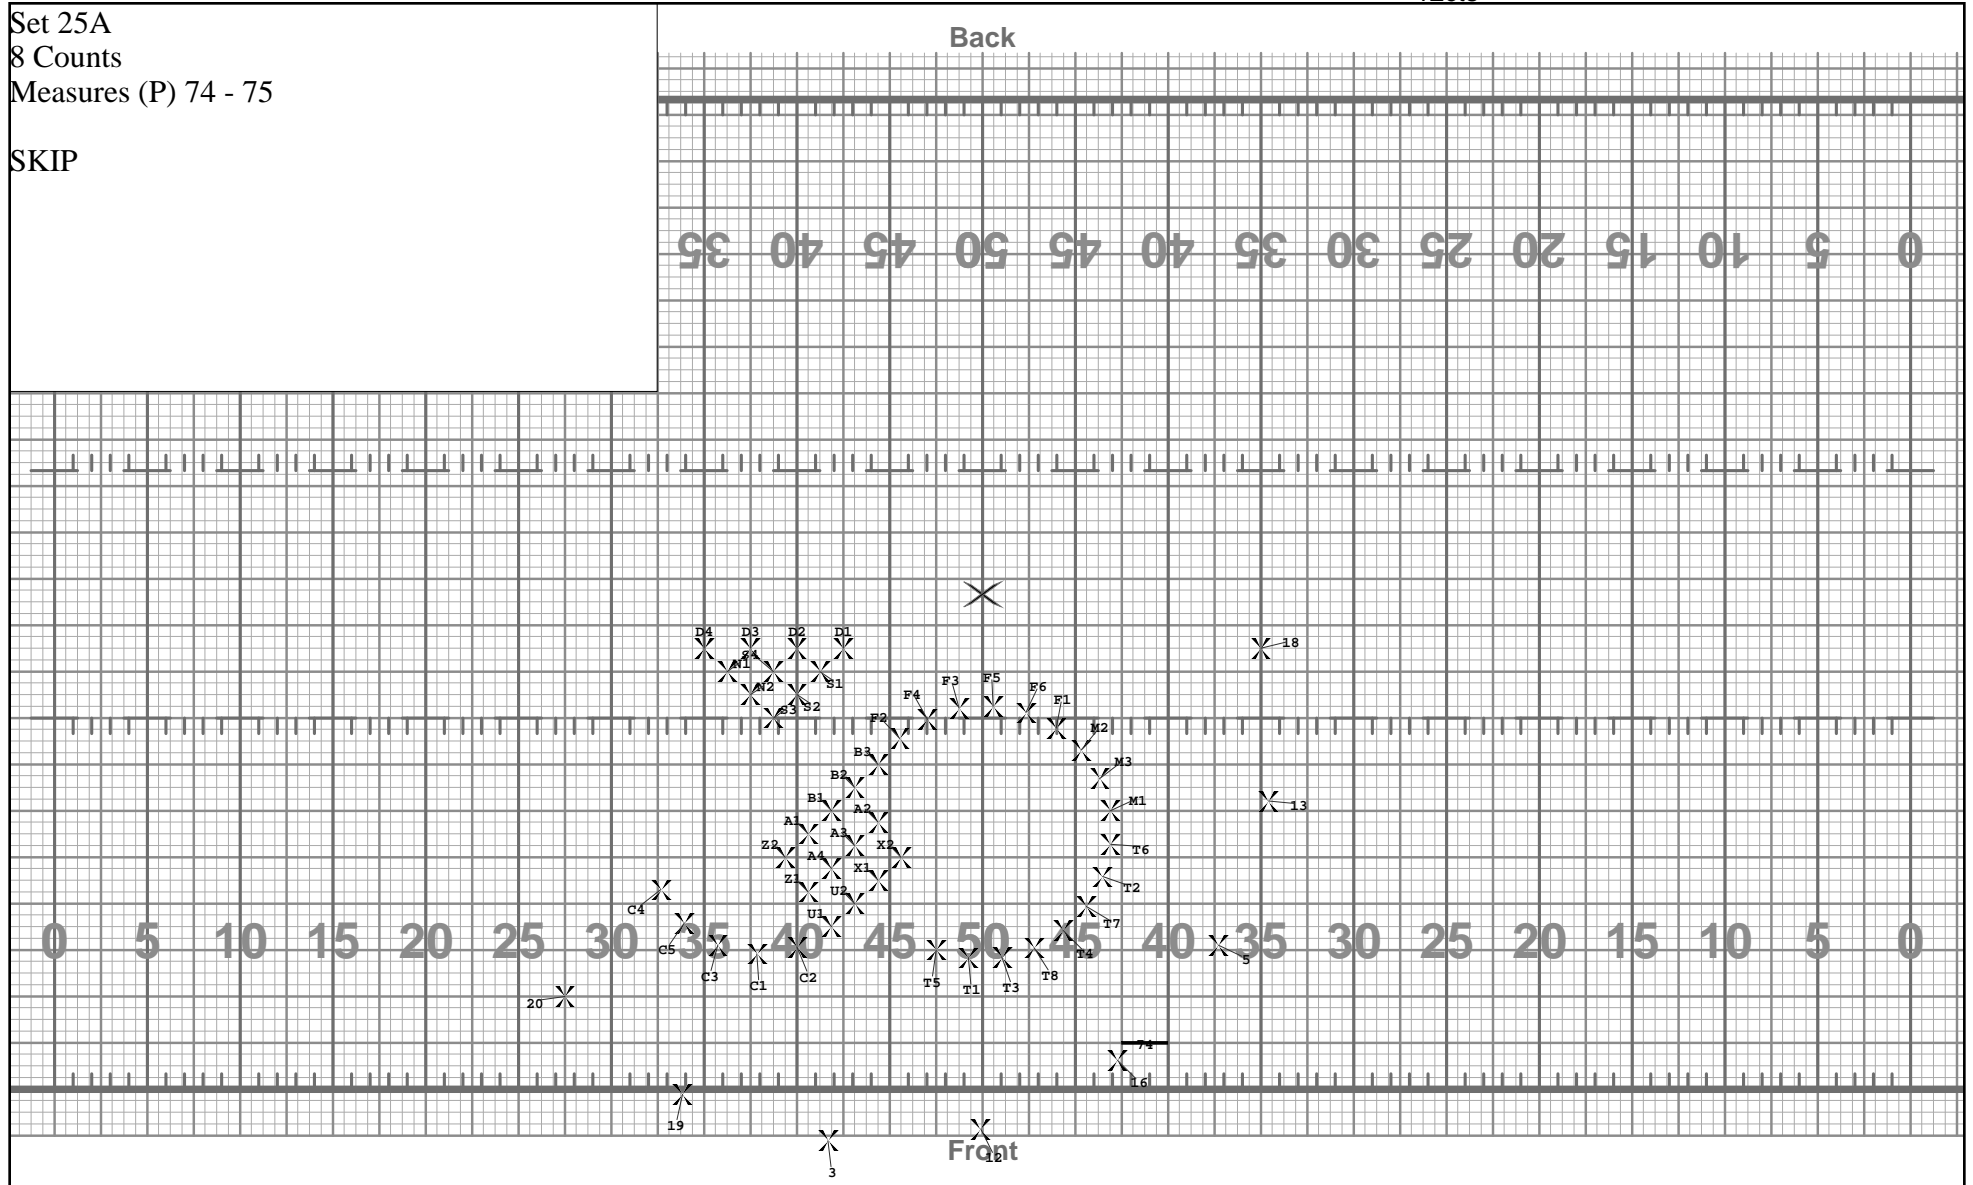 Set 25A
8 Counts
Measures (P) 74 - 75
SKIP
Back
35 40 45 50 45 40 35 30 25 20 15 10 5 0
D4 D3 D2 D1
18
S4
N1
S1
F3 F5
N2
F4 F6
S3 S2
F1
F2
M2
B3
M3
B2
B1 A2 M1 13
A1 A3
Z2 A4 X2 T6
X1
Z1 U2 T2
C4
U1 T7
0 5 10 15 20 25 30 35 40 45 50 45 40 35 30 25 20 15 10 5 0
C5 T4 5
C3 C2 T5 T8
C1 T1 T3
20
74
16
19
Front
12
3